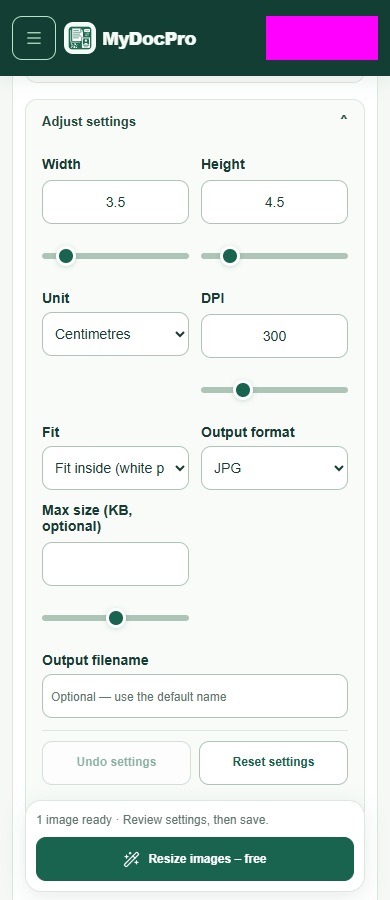 MyDocPro
Adjust settings
Width
Height
3.5
4.5
Unit
DPI
Centimetres
300
Fit
Output format
Fit inside (white p
JPG
Max size (KB,
optional)
Output filename
Optional — use the default name
Undo settings
Reset settings
1 image ready · Review settings, then save.
Resize images – free